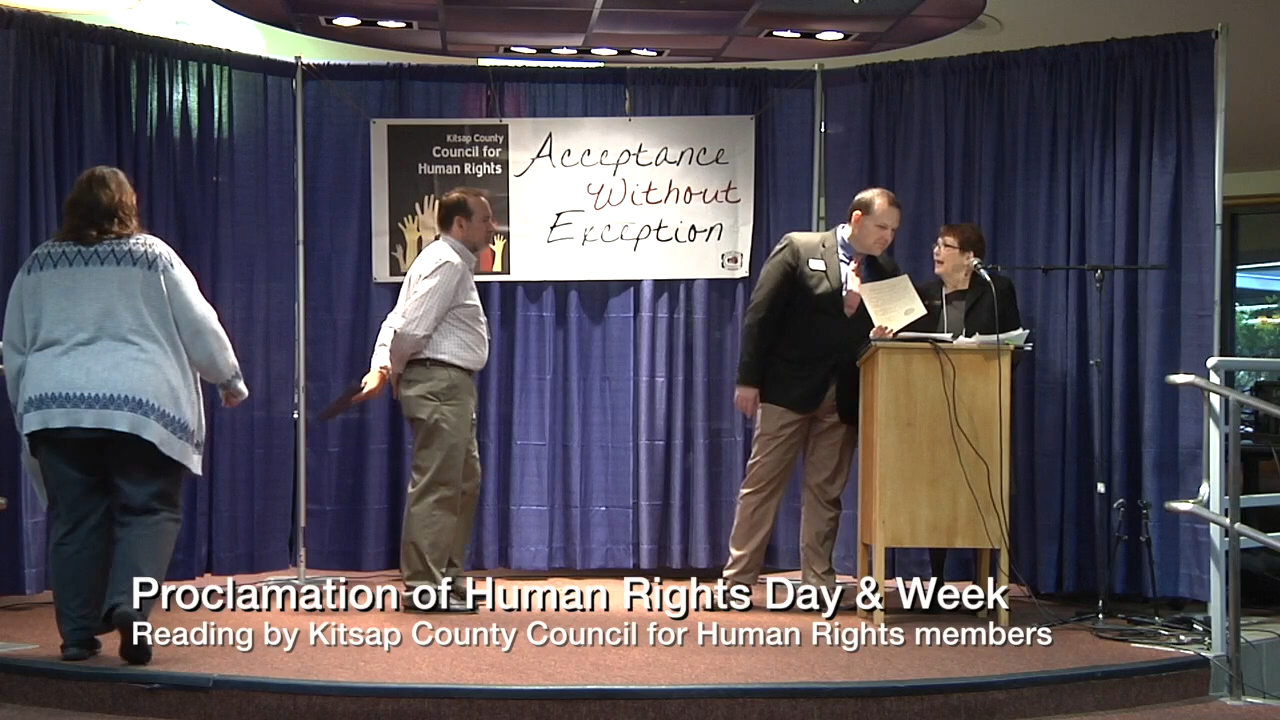 Kitsap County
Council for
Human Rights
Acceptance
Without
Exception
Proclamation of Human Rights Day & Week
Reading by Kitsap County Council for Human Rights members